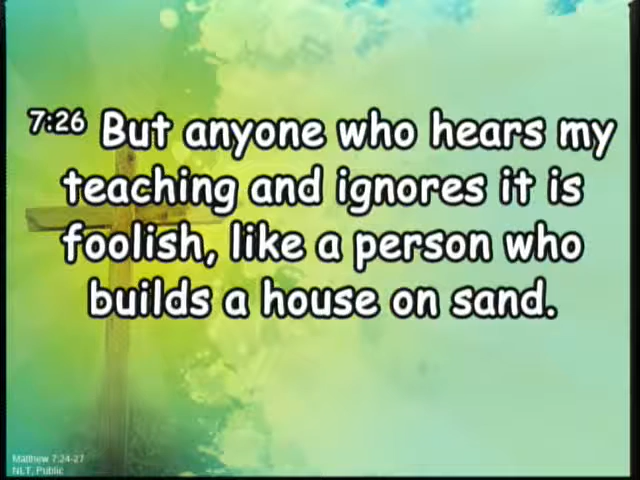 7:26 But anyone who hears my
teaching and ignores it is
foolish, like a person who
builds a house on sand.
Matthew 7:24-27
NLT, Public